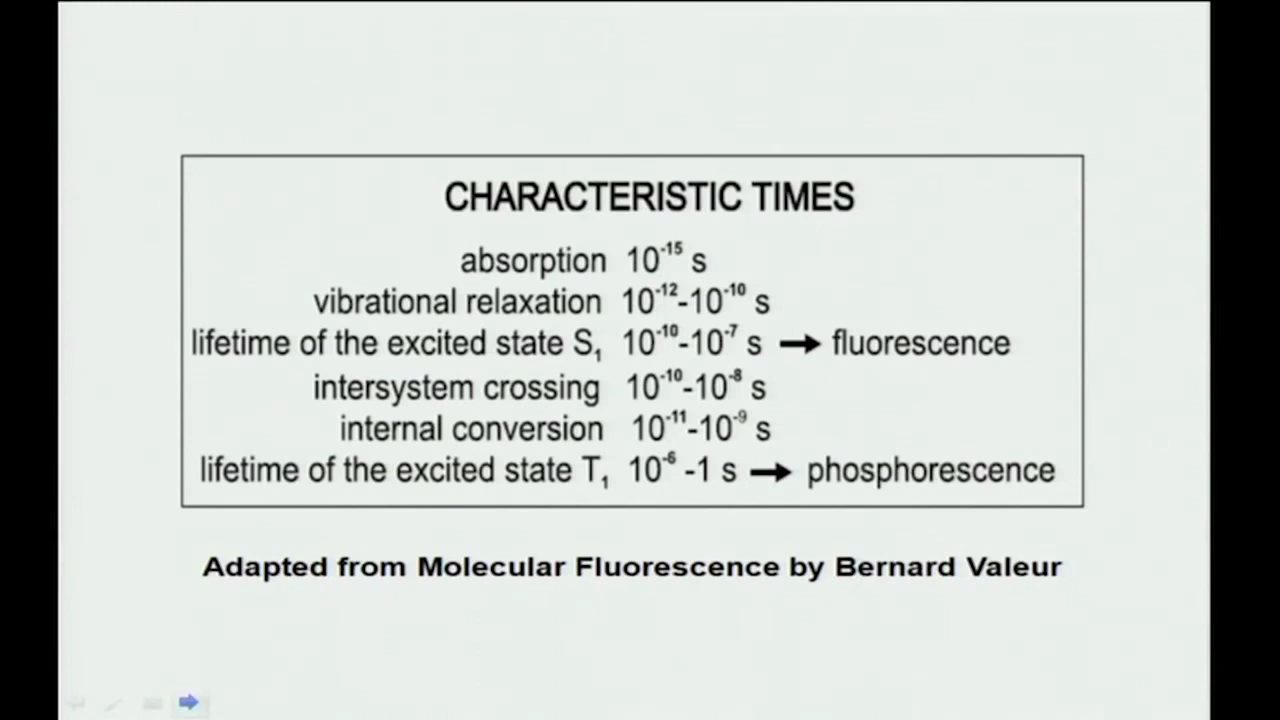 CHARACTERISTIC TIMES
absorption 10⁻¹⁵ s
vibrational relaxation 10⁻¹²-10⁻¹⁰ s
lifetime of the excited state S₁ 10⁻¹⁰-10⁻⁷ s → fluorescence
intersystem crossing 10⁻¹⁰-10⁻⁸ s
internal conversion 10⁻¹¹-10⁻⁹ s
lifetime of the excited state T₁ 10⁻⁶ -1 s → phosphorescence
Adapted from Molecular Fluorescence by Bernard Valeur